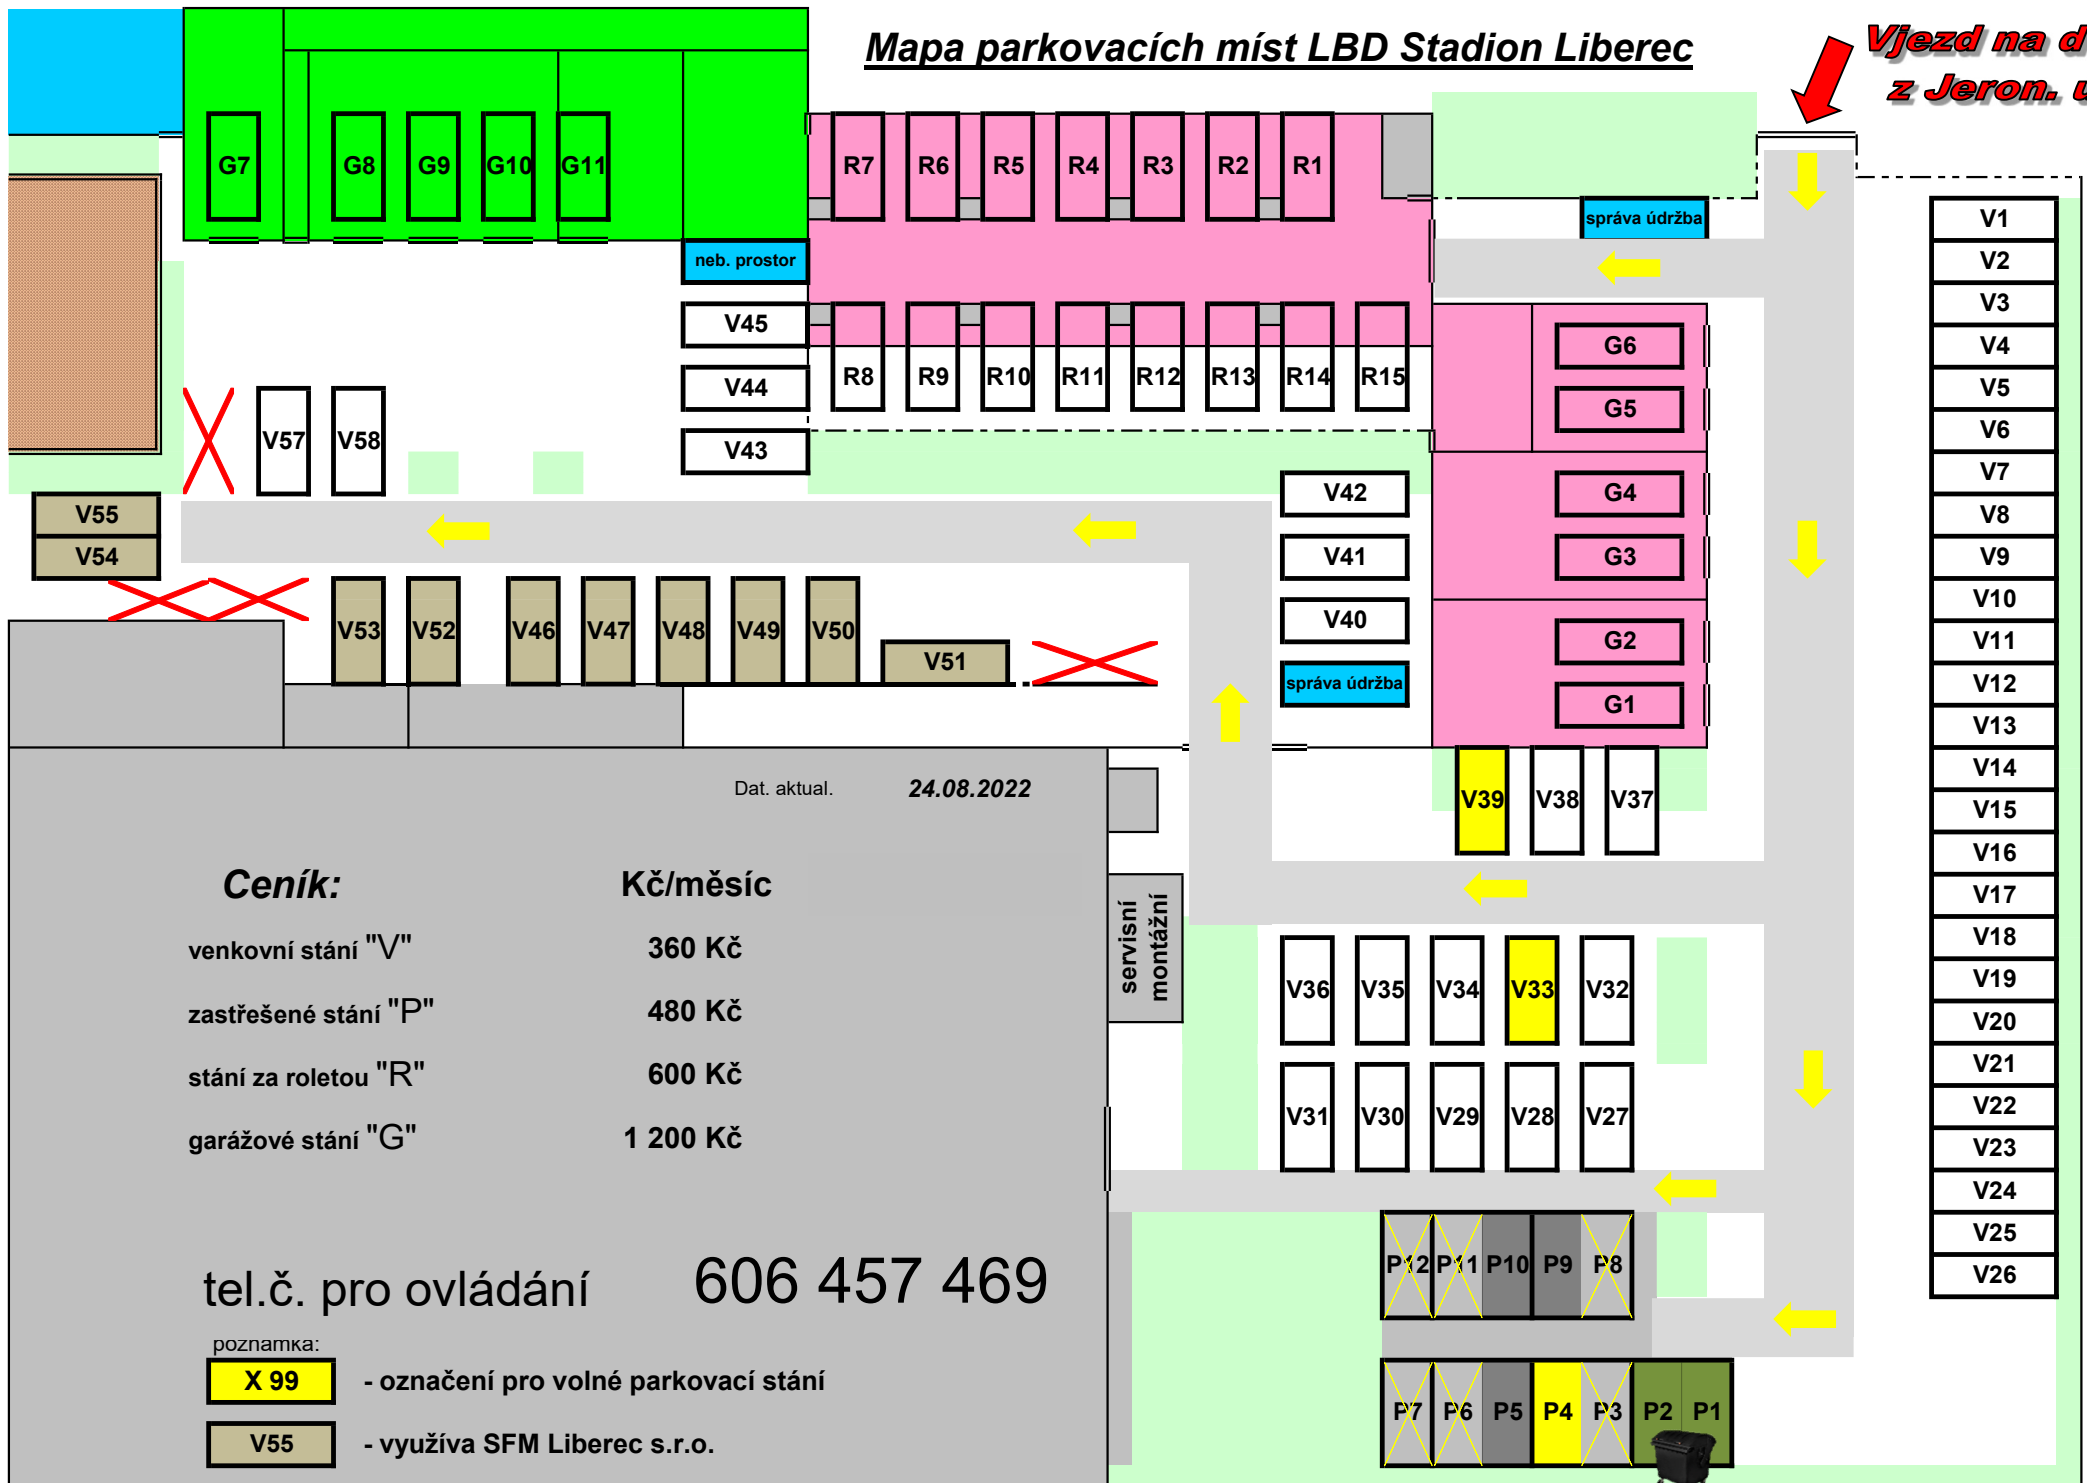 Mapa parkovacích míst LBD Stadion Liberec
Vjezd na d
z Jeron. u
G7 G8 G9 G10 G11
R7 R6 R5 R4 R3 R2 R1
správa údržba
neb. prostor
V45
V44
V43
R8 R9 R10 R11 R12 R13 R14 R15
G6
G5
G4
G3
G2
G1
V1
V2
V3
V4
V5
V6
V7
V8
V9
V10
V11
V12
V13
V14
V15
V16
V17
V18
V19
V20
V21
V22
V23
V24
V25
V26
V57 V58
V55
V54
V42
V41
V40
správa údržba
V53 V52 V46 V47 V48 V49 V50
V51
V39 V38 V37
Dat. aktual. 24.08.2022
Ceník: Kč/měsíc
venkovní stání "V" 360 Kč
zastřešené stání "P" 480 Kč
stání za roletou "R" 600 Kč
garážové stání "G" 1 200 Kč
servisní
montážní
V36 V35 V34 V33 V32
V31 V30 V29 V28 V27
tel.č. pro ovládání 606 457 469
poznámka:
X 99 - označení pro volné parkovací stání
V55 - využíva SFM Liberec s.r.o.
P12 P11 P10 P9 P8
P7 P6 P5 P4 P3 P2 P1